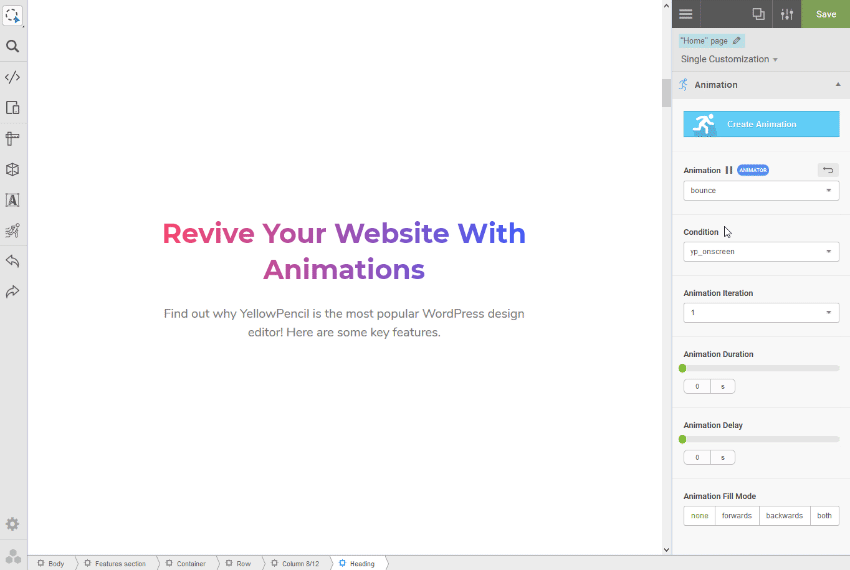 Save
"Home" page
Single Customization
Animation
Create Animation
Animation ANIMATOR
bounce
Condition
yp_onscreen
Animation Iteration
1
Animation Duration
0 s
Animation Delay
0 s
Animation Fill Mode
none forwards backwards both
Revive Your Website With
Animations
Find out why YellowPencil is the most popular WordPress design
editor! Here are some key features.
Body Features section Container Row Column 8/12 Heading